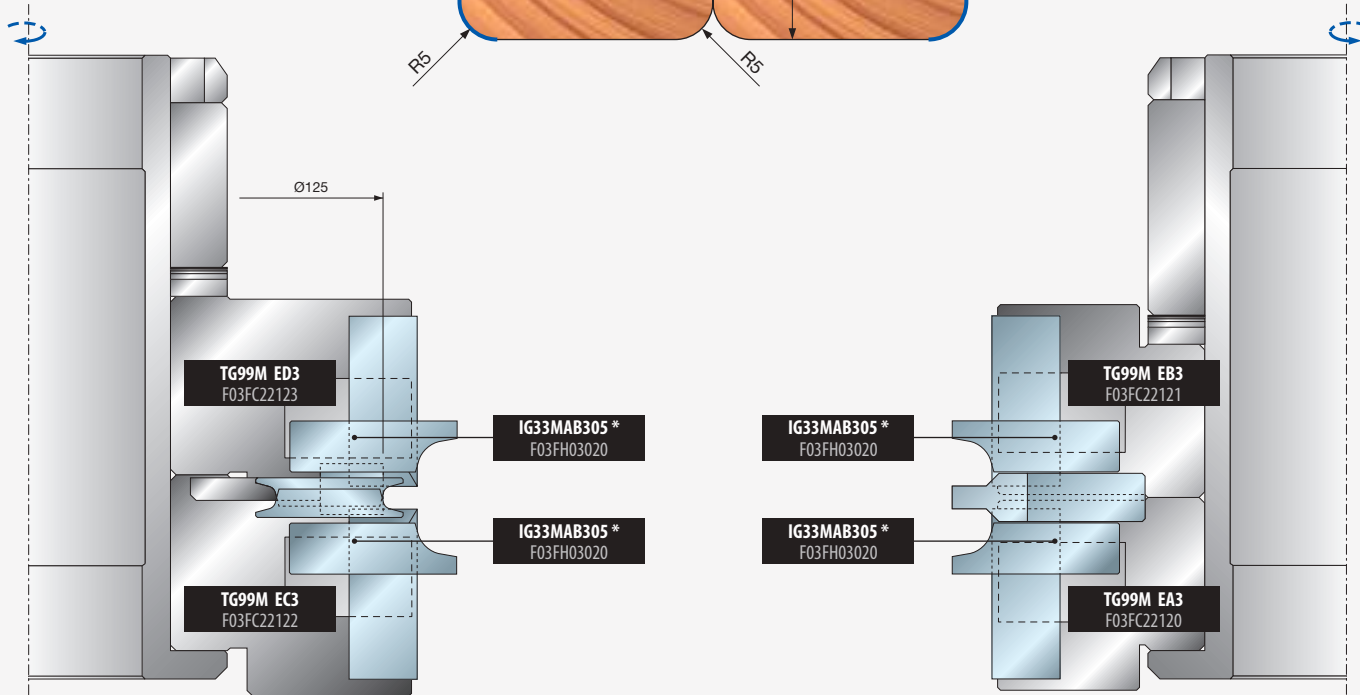 R5
R5
Ø125
TG99M ED3
F03FC22123
IG33MAB305 *
F03FH03020
IG33MAB305 *
F03FH03020
TG99M EB3
F03FC22121
IG33MAB305 *
F03FH03020
IG33MAB305 *
F03FH03020
TG99M EC3
F03FC22122
TG99M EA3
F03FC22120